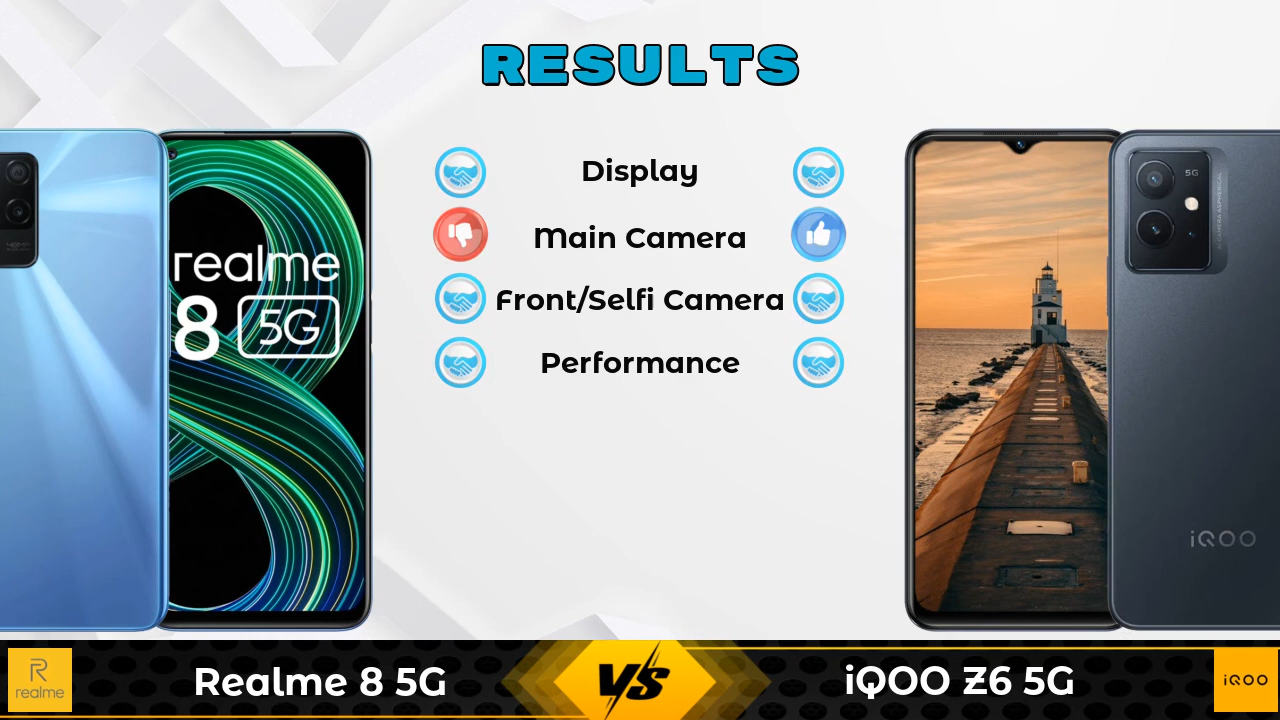 RESULTS
Display
Main Camera
Front/Selfi Camera
Performance
realme
8 5G
5G
iQOO
realme
Realme 8 5G
VS
iQOO Z6 5G
iQOO